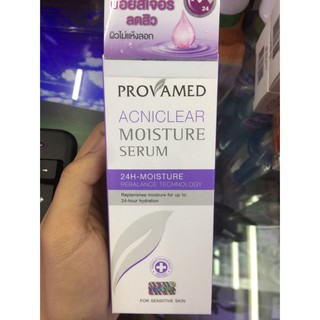 มอยส์เจอร์
ลดสิว
ผิวไม่แห้งลอก
24
PROVAMED
ACNICLEAR
MOISTURE
SERUM
24H-MOISTURE
REBALANCE TECHNOLOGY
Replenishes moisture for up to
24-hour hydration
FOR SENSITIVE SKIN